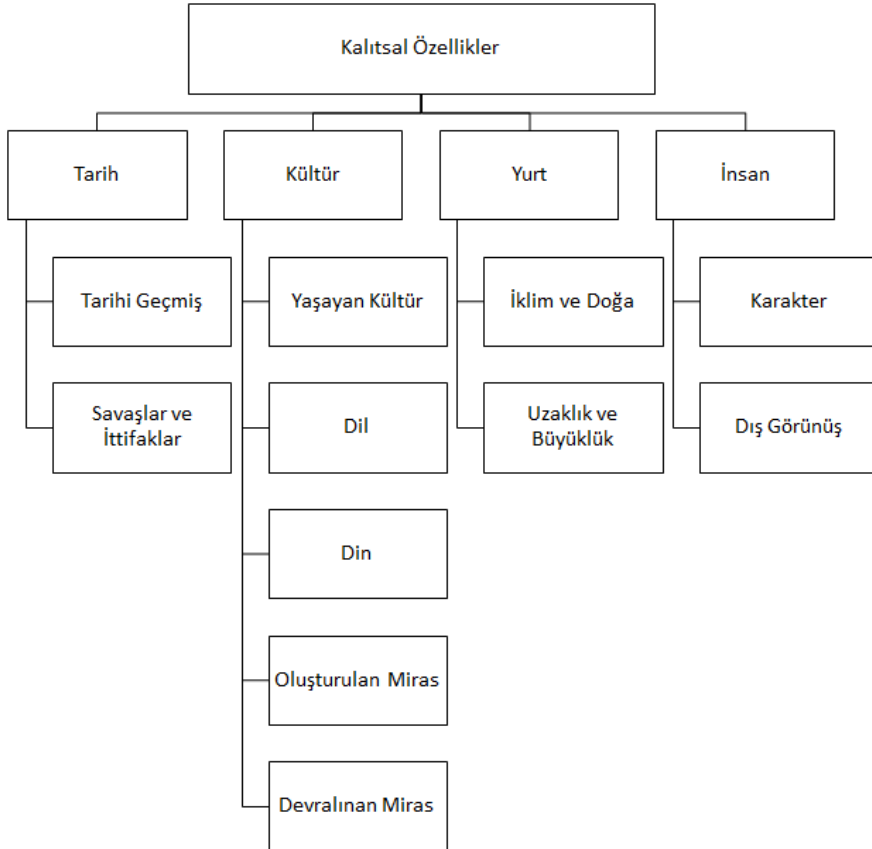 Kalıtsal Özellikler
Tarih
Kültür
Yurt
İnsan
Tarihi Geçmiş
Yaşayan Kültür
İklim ve Doğa
Karakter
Savaşlar ve
İttifaklar
Dil
Uzaklık ve
Büyüklük
Dış Görünüş
Din
Oluşturulan Miras
Devralınan Miras